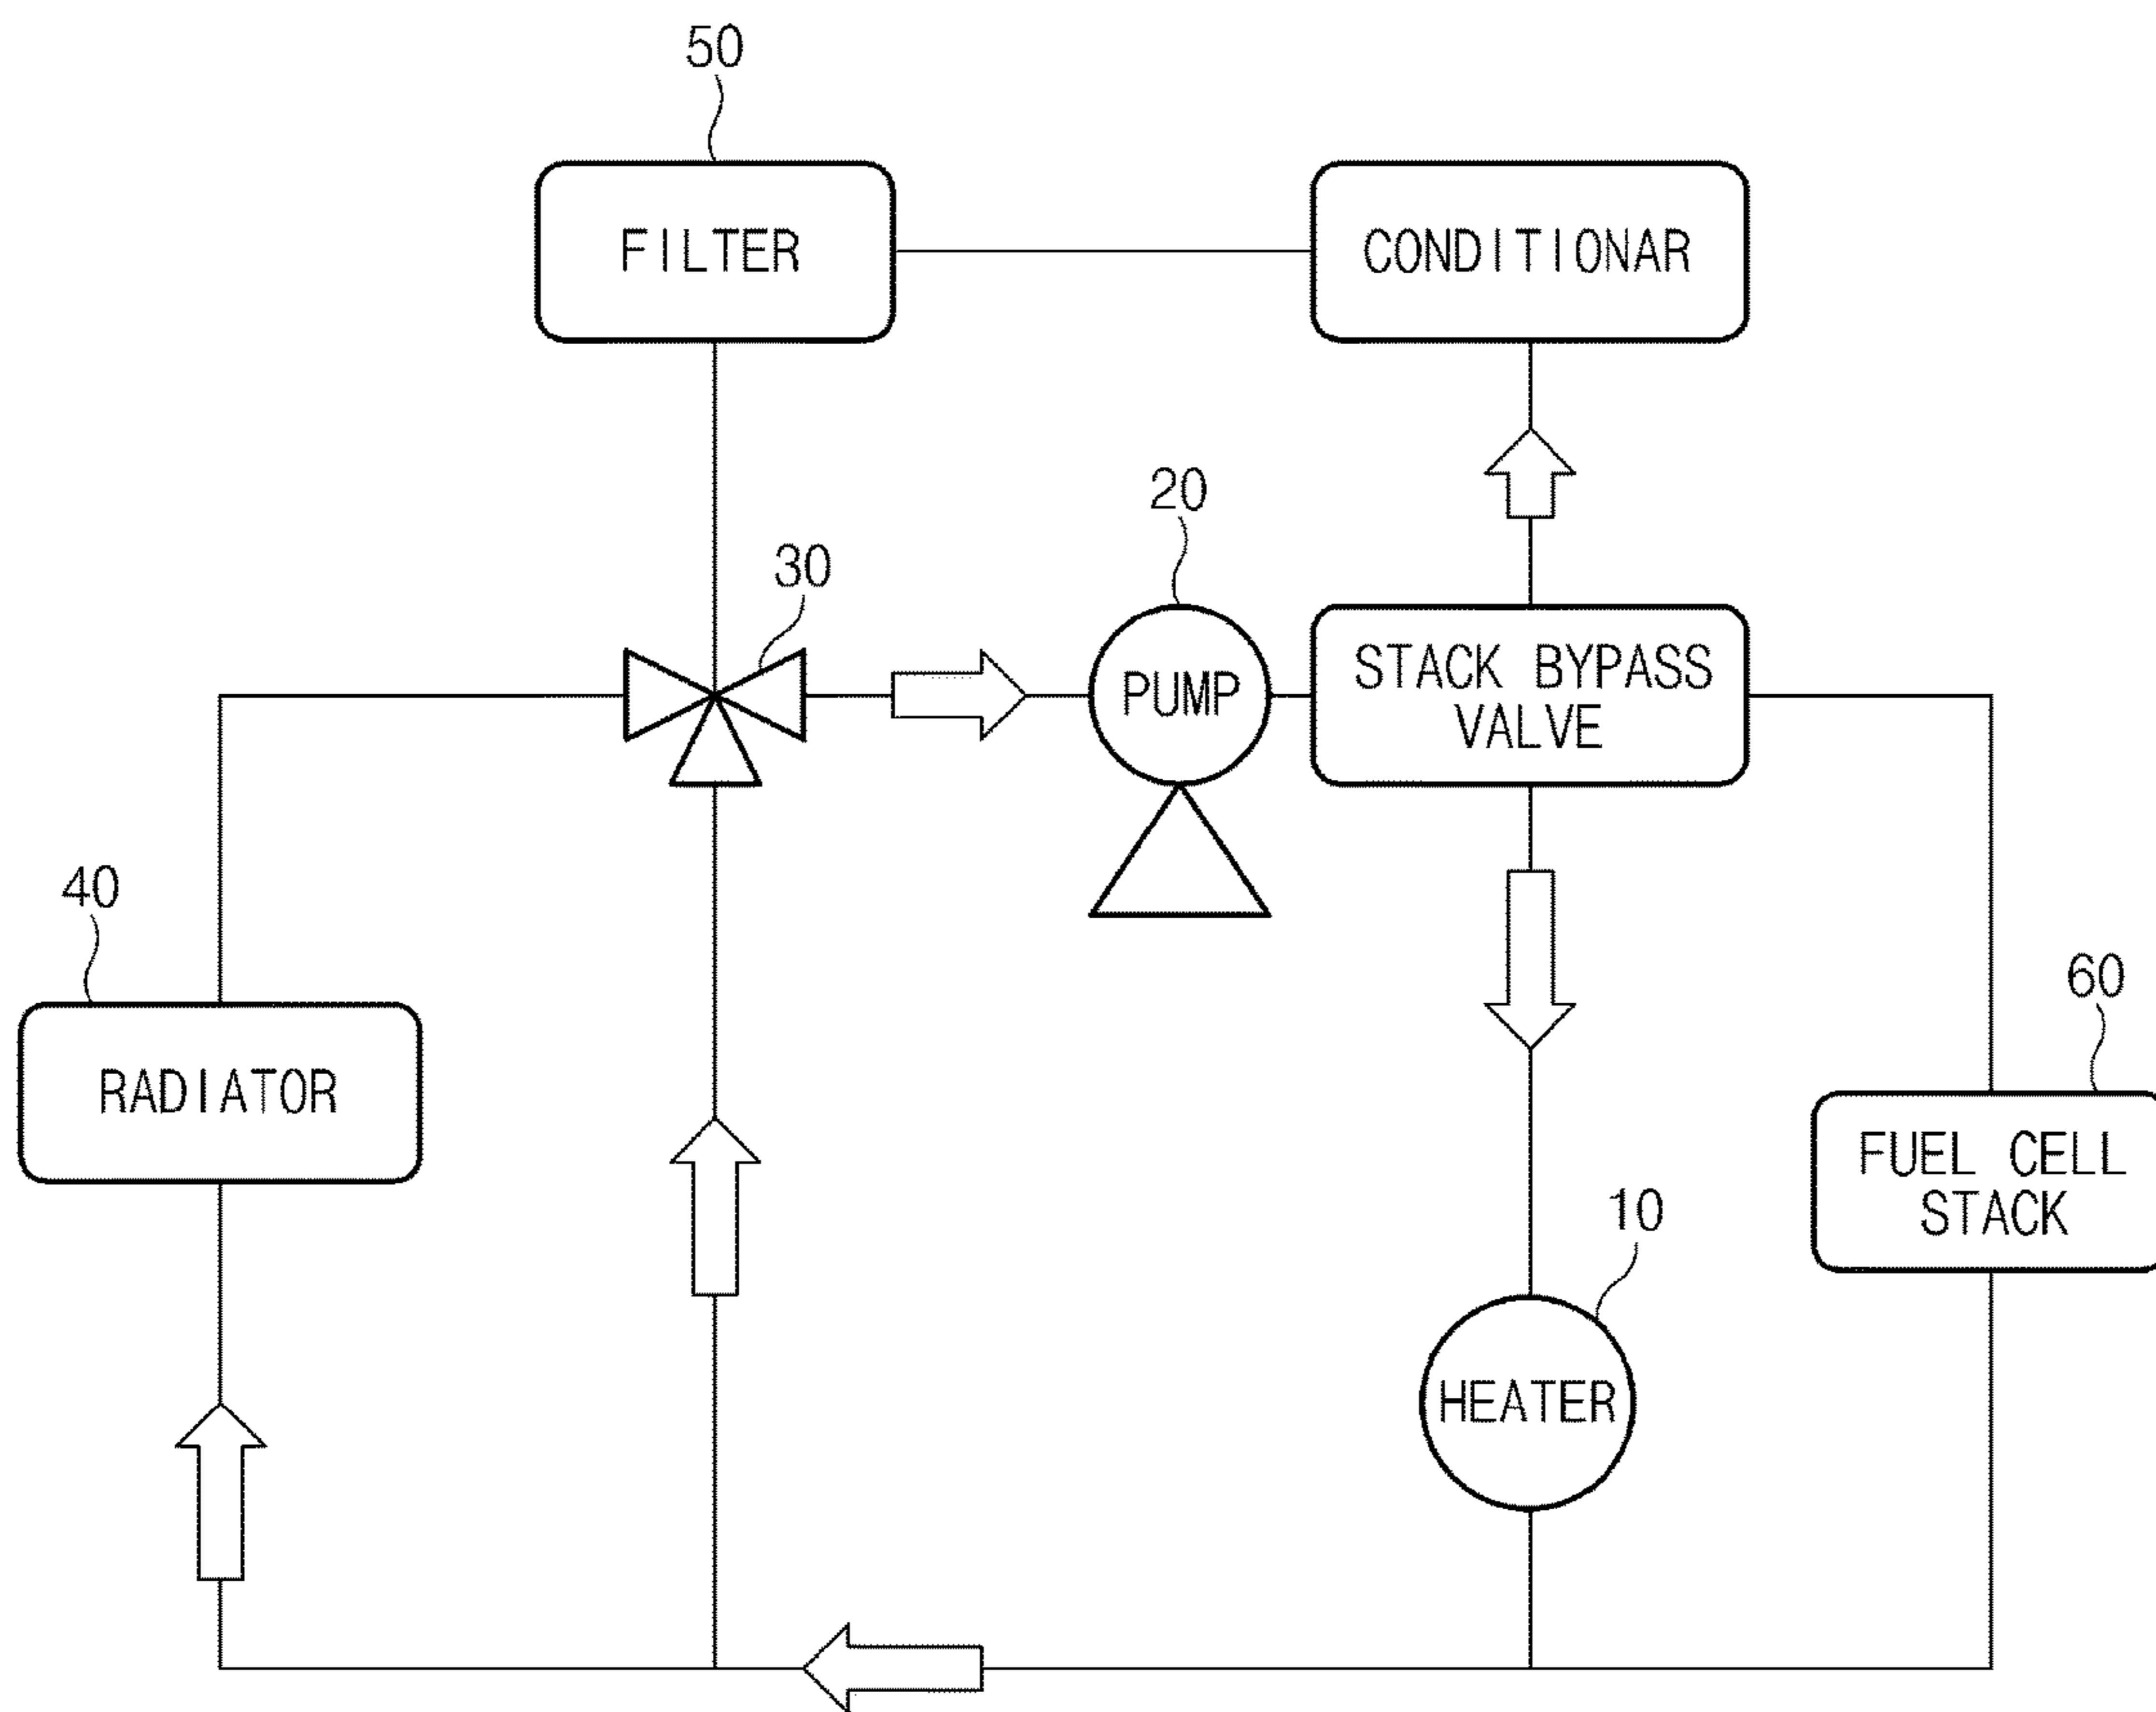 50
FILTER
CONDITIONAR
20
30
PUMP
STACK BYPASS
VALVE
40
RADIATOR
60
FUEL CELL
STACK
10
HEATER